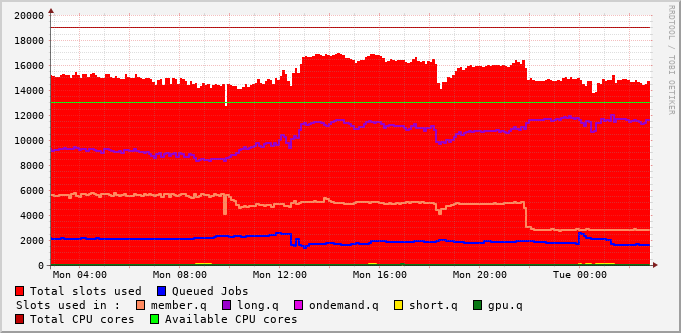 20000
18000
16000
14000
12000
10000
8000
6000
4000
2000
0
Mon 04:00 Mon 08:00 Mon 12:00 Mon 16:00 Mon 20:00 Tue 00:00
Total slots used Queued Jobs
Slots used in : member.q long.q ondemand.q short.q gpu.q
Total CPU cores Available CPU cores
RRDTOOL / TOBI OETIKER